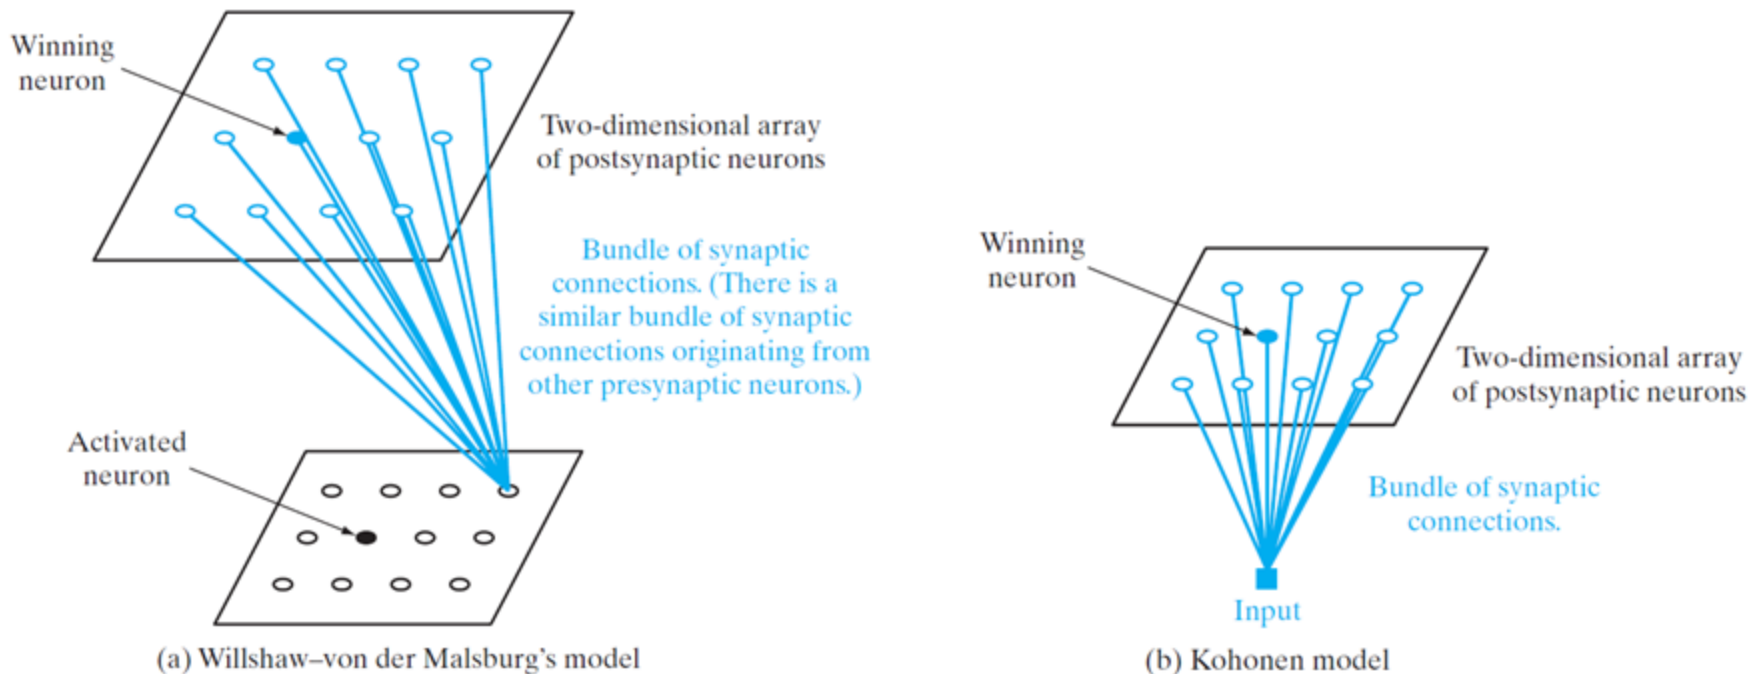 Winning
neuron
Two-dimensional array
of postsynaptic neurons
Bundle of synaptic
connections. (There is a
similar bundle of synaptic
connections originating from
other presynaptic neurons.)
Activated
neuron
(a) Willshaw–von der Malsburg's model
Winning
neuron
Two-dimensional array
of postsynaptic neurons
Bundle of synaptic
connections.
Input
(b) Kohonen model